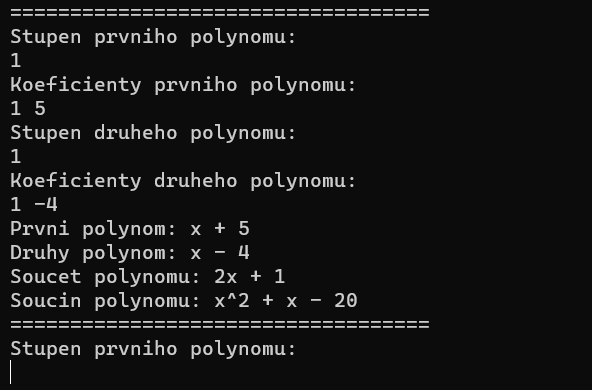 ===================================
Stupen prvniho polynomu:
1
Koeficienty prvniho polynomu:
1 5
Stupen druheho polynomu:
1
Koeficienty druheho polynomu:
1 -4
Prvni polynom: x + 5
Druhy polynom: x - 4
Soucet polynomu: 2x + 1
Soucin polynomu: x^2 + x - 20
===================================
Stupen prvniho polynomu: